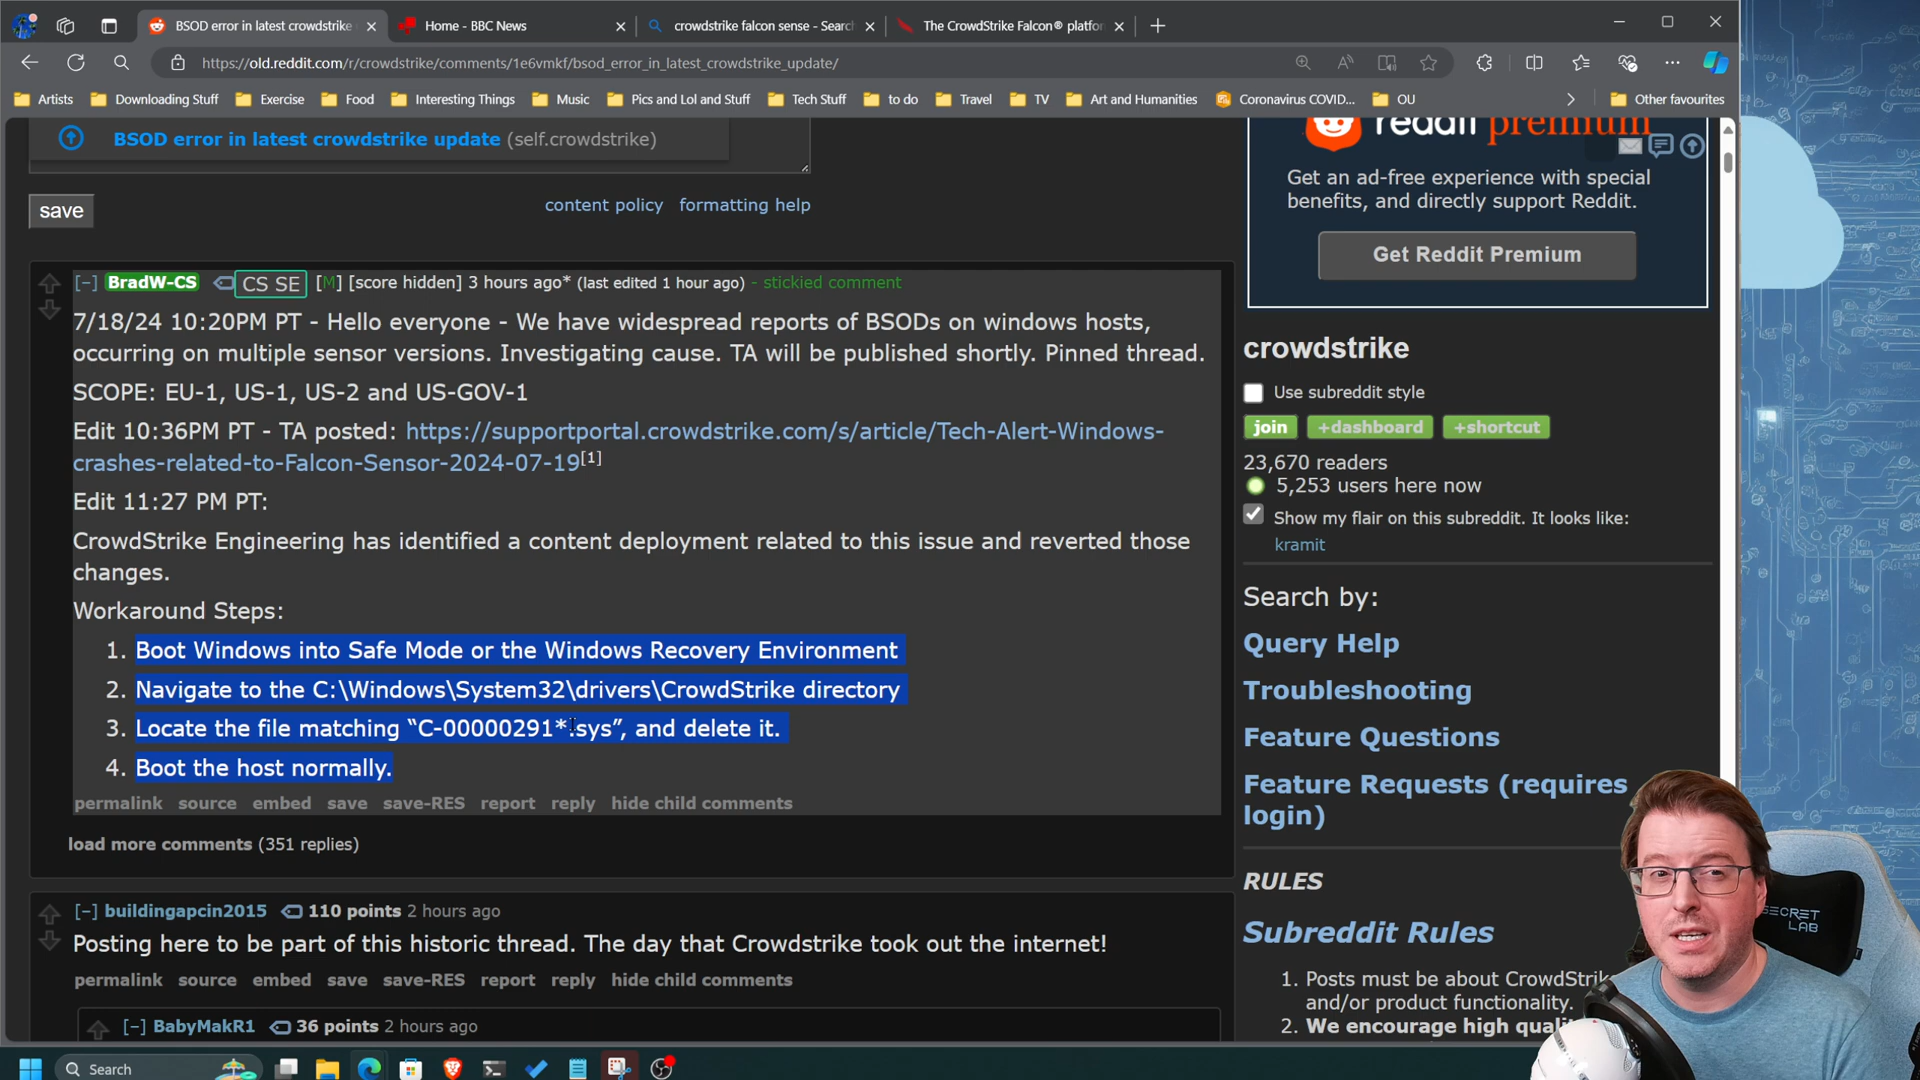 BSOD error in latest crowdstrike
Home - BBC News
crowdstrike falcon sense - Search
The CrowdStrike Falcon® platfo
https://old.reddit.com/r/crowdstrike/comments/1e6vmkf/bsod_error_in_latest_crowdstrike_update/
Artists Downloading Stuff Exercise Food Interesting Things Music Pics and Lol and Stuff Tech Stuff to do Travel TV Art and Humanities Coronavirus COVID... OU Other favourites
BSOD error in latest crowdstrike update (self.crowdstrike)
save
content policy formatting help
[–] BradW-CS CS SE [M] [score hidden] 3 hours ago* (last edited 1 hour ago) - stickied comment
7/18/24 10:20PM PT - Hello everyone - We have widespread reports of BSODs on windows hosts,
occurring on multiple sensor versions. Investigating cause. TA will be published shortly. Pinned thread.
SCOPE: EU-1, US-1, US-2 and US-GOV-1
Edit 10:36PM PT - TA posted: https://supportportal.crowdstrike.com/s/article/Tech-Alert-Windows-
crashes-related-to-Falcon-Sensor-2024-07-19[1]
Edit 11:27 PM PT:
CrowdStrike Engineering has identified a content deployment related to this issue and reverted those
changes.
Workaround Steps:
1. Boot Windows into Safe Mode or the Windows Recovery Environment
2. Navigate to the C:\Windows\System32\drivers\CrowdStrike directory
3. Locate the file matching “C-00000291*.sys”, and delete it.
4. Boot the host normally.
permalink source embed save save-RES report reply hide child comments
load more comments (351 replies)
[–] buildingapcin2015 110 points 2 hours ago
Posting here to be part of this historic thread. The day that Crowdstrike took out the internet!
permalink source embed save save-RES report reply hide child comments
[–] BabyMakR1 36 points 2 hours ago
reddit premium
Get an ad-free experience with special
benefits, and directly support Reddit.
Get Reddit Premium
crowdstrike
Use subreddit style
join +dashboard +shortcut
23,670 readers
5,253 users here now
Show my flair on this subreddit. It looks like:
kramit
Search by:
Query Help
Troubleshooting
Feature Questions
Feature Requests (requires
login)
RULES
Subreddit Rules
1. Posts must be about CrowdStrike
and/or product functionality.
2. We encourage high quali
SECRET
LAB
Search